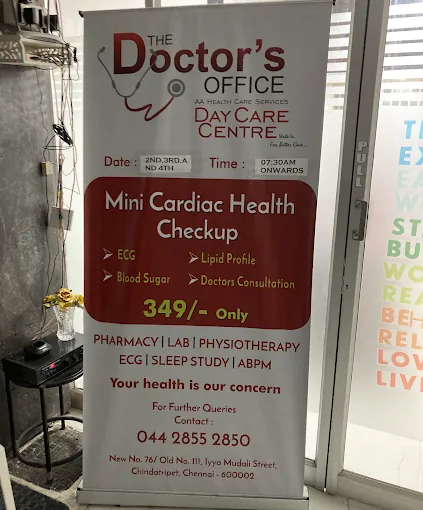 THE
Doctor's
OFFICE
AA HEALTH CARE SERVICES
DAY CARE
CENTRE
For Better Care...
Date : 2ND,3RD.A
ND 4TH
Time : 07:30AM
ONWARDS
Mini Cardiac Health
Checkup
➤ ECG ➤ Lipid Profile
➤ Blood Sugar ➤ Doctors Consultation
349/- Only
PHARMACY | LAB | PHYSIOTHERAPY
ECG | SLEEP STUDY | ABPM
Your health is our concern
For Further Queries
Contact :
044 2855 2850
New No. 76/ Old No. 111, Iyya Mudali Street,
Chindatripet, Chennai - 600002
PULL